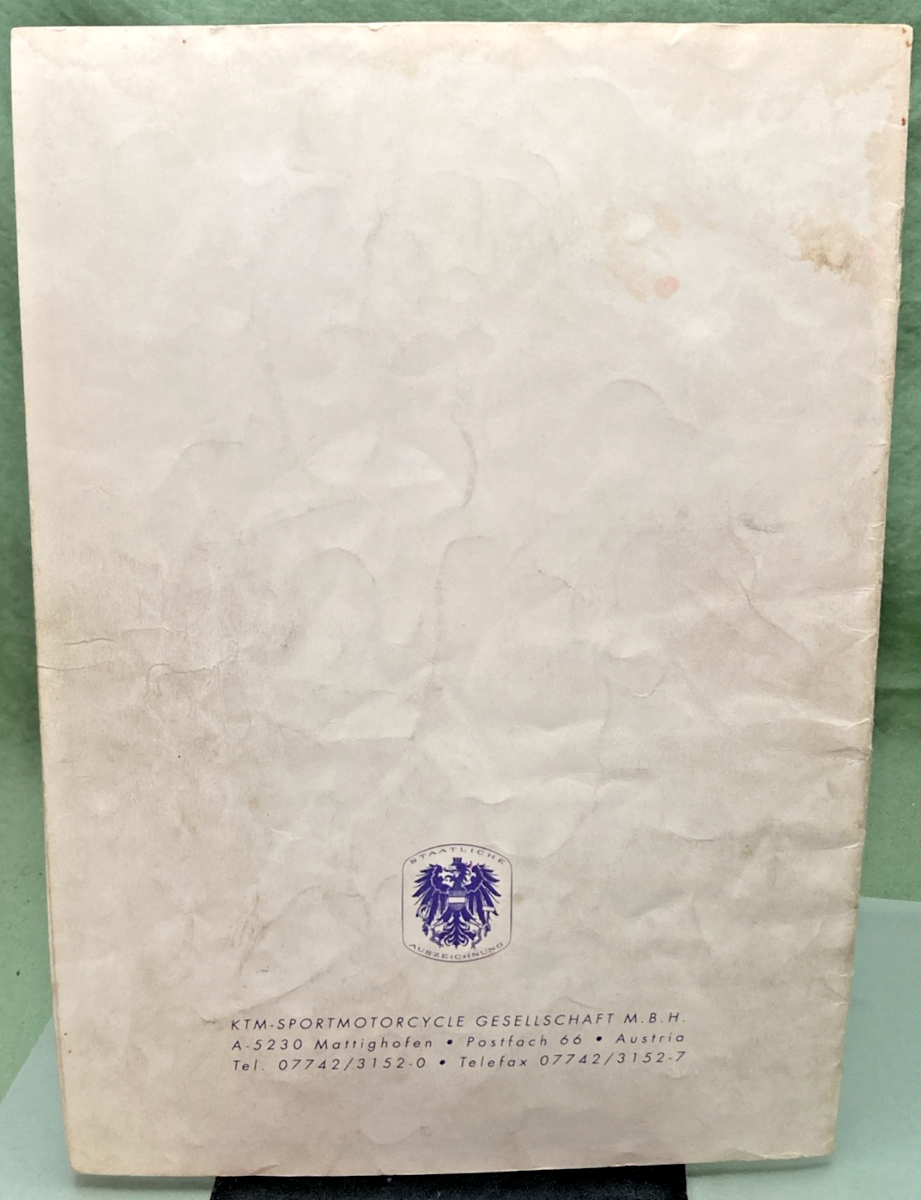 STAATLICHE
AUSZEICHNUNG
KTM-SPORTMOTORCYCLE GESELLSCHAFT M.B.H.
A-5230 Mattighofen • Postfach 66 • Austria
Tel. 07742/3152-0 • Telefax 07742/3152-7